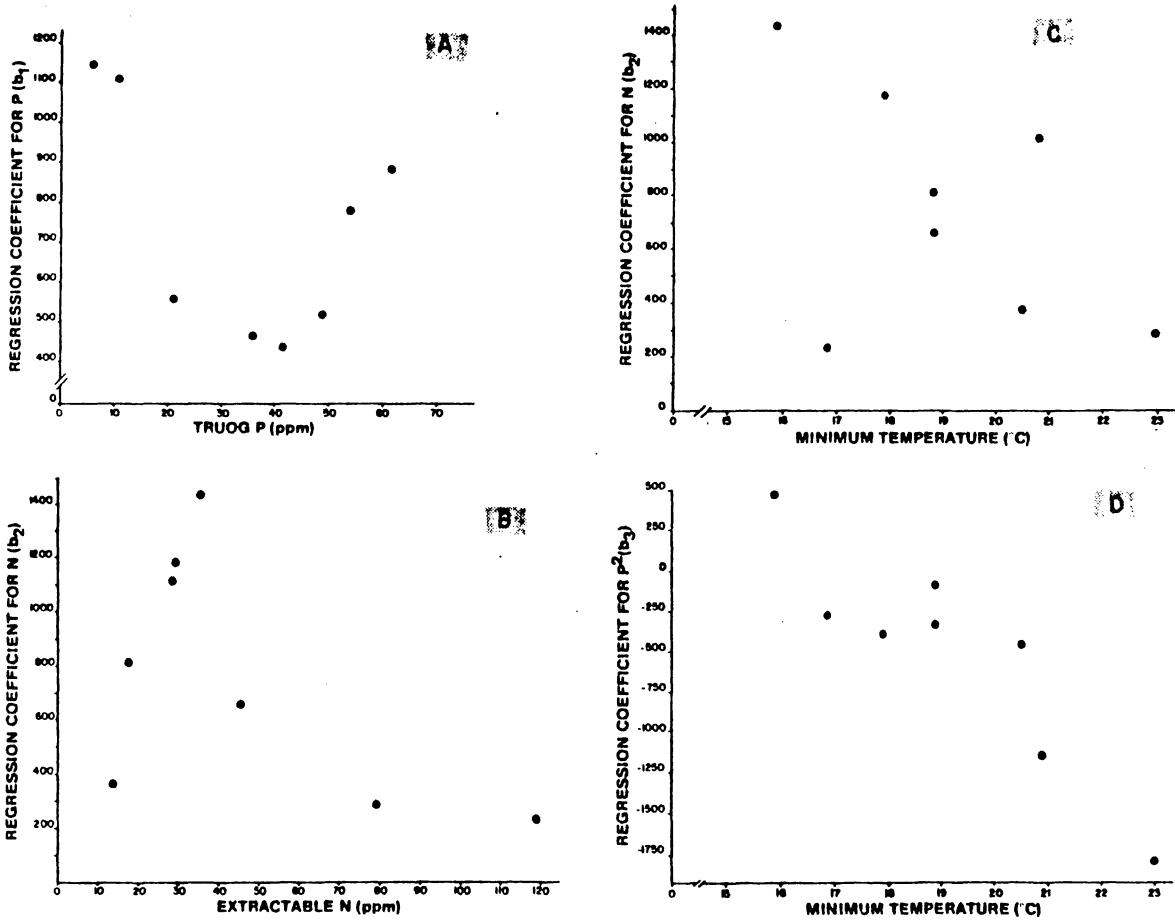 A
REGRESSION COEFFICIENT FOR P (b1)
1200
1100
1000
900
800
700
600
500
400
0
0 10 20 30 40 50 60 70
TRUOG P (ppm)
C
REGRESSION COEFFICIENT FOR N (b2)
1400
1200
1000
800
600
400
200
0
0 15 16 17 18 19 20 21 22 23
MINIMUM TEMPERATURE (°C)
B
REGRESSION COEFFICIENT FOR N (b2)
1400
1200
1000
800
600
400
200
0 10 20 30 40 50 60 70 80 90 100 110 120
EXTRACTABLE N (ppm)
D
REGRESSION COEFFICIENT FOR P2 (b3)
500
250
0
-250
-500
-750
-1000
-1250
-1500
-1750
0 15 16 17 18 19 20 21 22 23
MINIMUM TEMPERATURE (°C)